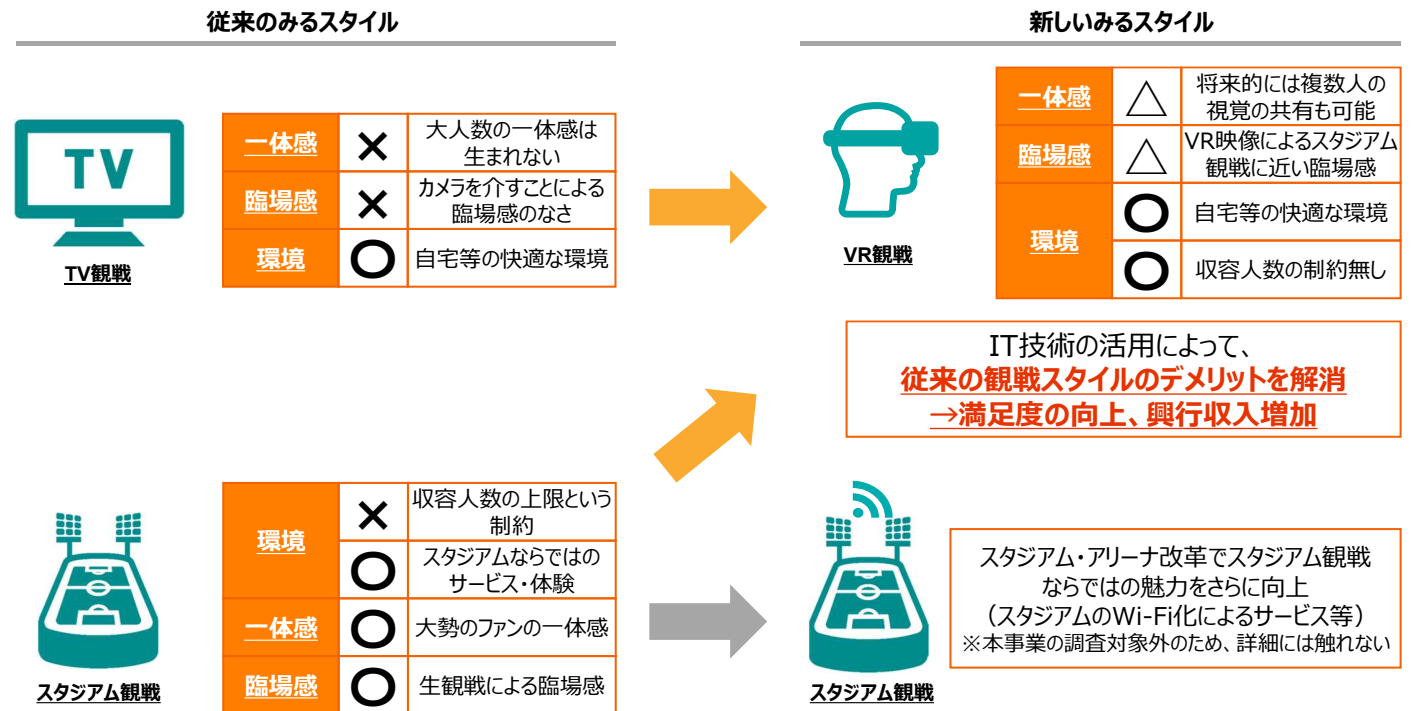 従来のみるスタイル
新しいみるスタイル
TV
TV観戦
一体感
×
大人数の一体感は
生まれない
臨場感
×
カメラを介すことによる
臨場感のなさ
環境
○
自宅等の快適な環境
VR観戦
一体感
△
将来的には複数人の
視覚の共有も可能
臨場感
△
VR映像によるスタジアム
観戦に近い臨場感
環境
○
自宅等の快適な環境
○
収容人数の制約無し
IT技術の活用によって、
従来の観戦スタイルのデメリットを解消
→満足度の向上、興行収入増加
スタジアム観戦
環境
×
収容人数の上限という
制約
○
スタジアムならではの
サービス・体験
一体感
○
大勢のファンの一体感
臨場感
○
生観戦による臨場感
スタジアム観戦
スタジアム・アリーナ改革でスタジアム観戦
ならではの魅力をさらに向上
（スタジアムのWi-Fi化によるサービス等）
※本事業の調査対象外のため、詳細には触れない